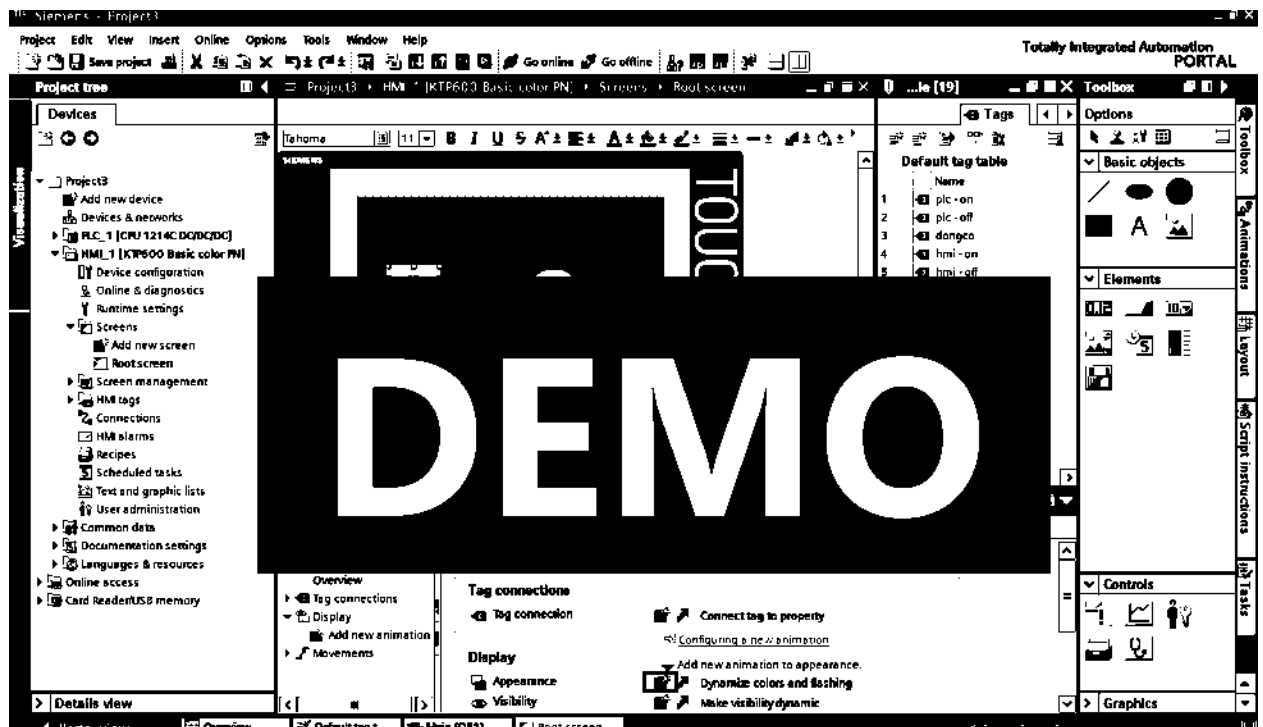 Siemens - Project3
Project Edit View Insert Online Options Tools Window Help
Totally Integrated Automation
PORTAL
Save project
Go online
Go offline
Project tree
Project3 HMI_1 [KTP600 Basic color PN] Screens Root screen
...le [19]
Toolbox
Devices
Tags
Options
Tahoma
11
B I U S A
Default tag table
Name
1 plc - on
2 plc - off
3 dongco
4 hmi - on
5 hmi - off
Basic objects
A
Elements
Controls
Graphics
Toolbox
Animations
Layout
Script instructions
Tasks
Visualization
Project3
Add new device
Devices & networks
PLC_1 [CPU 1214C DC/DC/DC]
HMI_1 [KTP600 Basic color PN]
Device configuration
Online & diagnostics
Runtime settings
Screens
Add new screen
Root screen
Screen management
HMI tags
Connections
HMI alarms
Recipes
Scheduled tasks
Text and graphic lists
User administration
Common data
Documentation settings
Languages & resources
Online access
Card Reader/USB memory
Details view
SIEMENS
TOUC
DEMO
Overview
Tag connections
Display
Add new animation
Movements
Tag connections
Tag connection
Connect tag to property
Configuring a new animation
Display
Add new animation to appearance.
Appearance
Dynamize colors and flashing
Visibility
Make visibility dynamic